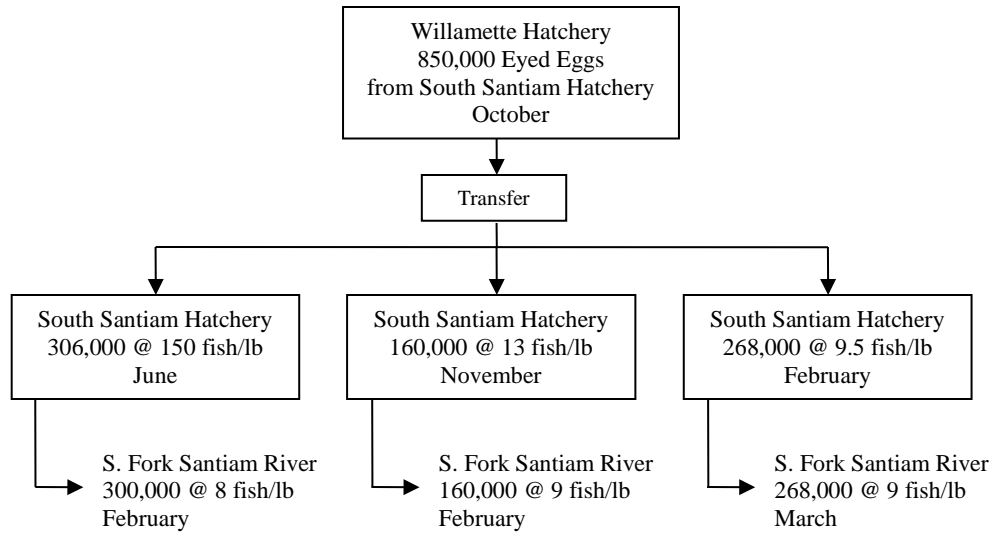 Willamette Hatchery
850,000 Eyed Eggs
from South Santiam Hatchery
October
Transfer
South Santiam Hatchery
306,000 @ 150 fish/lb
June
South Santiam Hatchery
160,000 @ 13 fish/lb
November
South Santiam Hatchery
268,000 @ 9.5 fish/lb
February
S. Fork Santiam River
300,000 @ 8 fish/lb
February
S. Fork Santiam River
160,000 @ 9 fish/lb
February
S. Fork Santiam River
268,000 @ 9 fish/lb
March